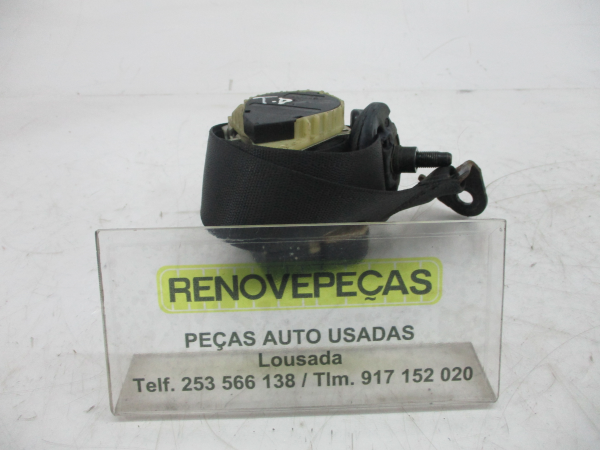 RENOVEPEÇAS
PEÇAS AUTO USADAS
Lousada
Telf. 253 566 138 / Tlm. 917 152 020